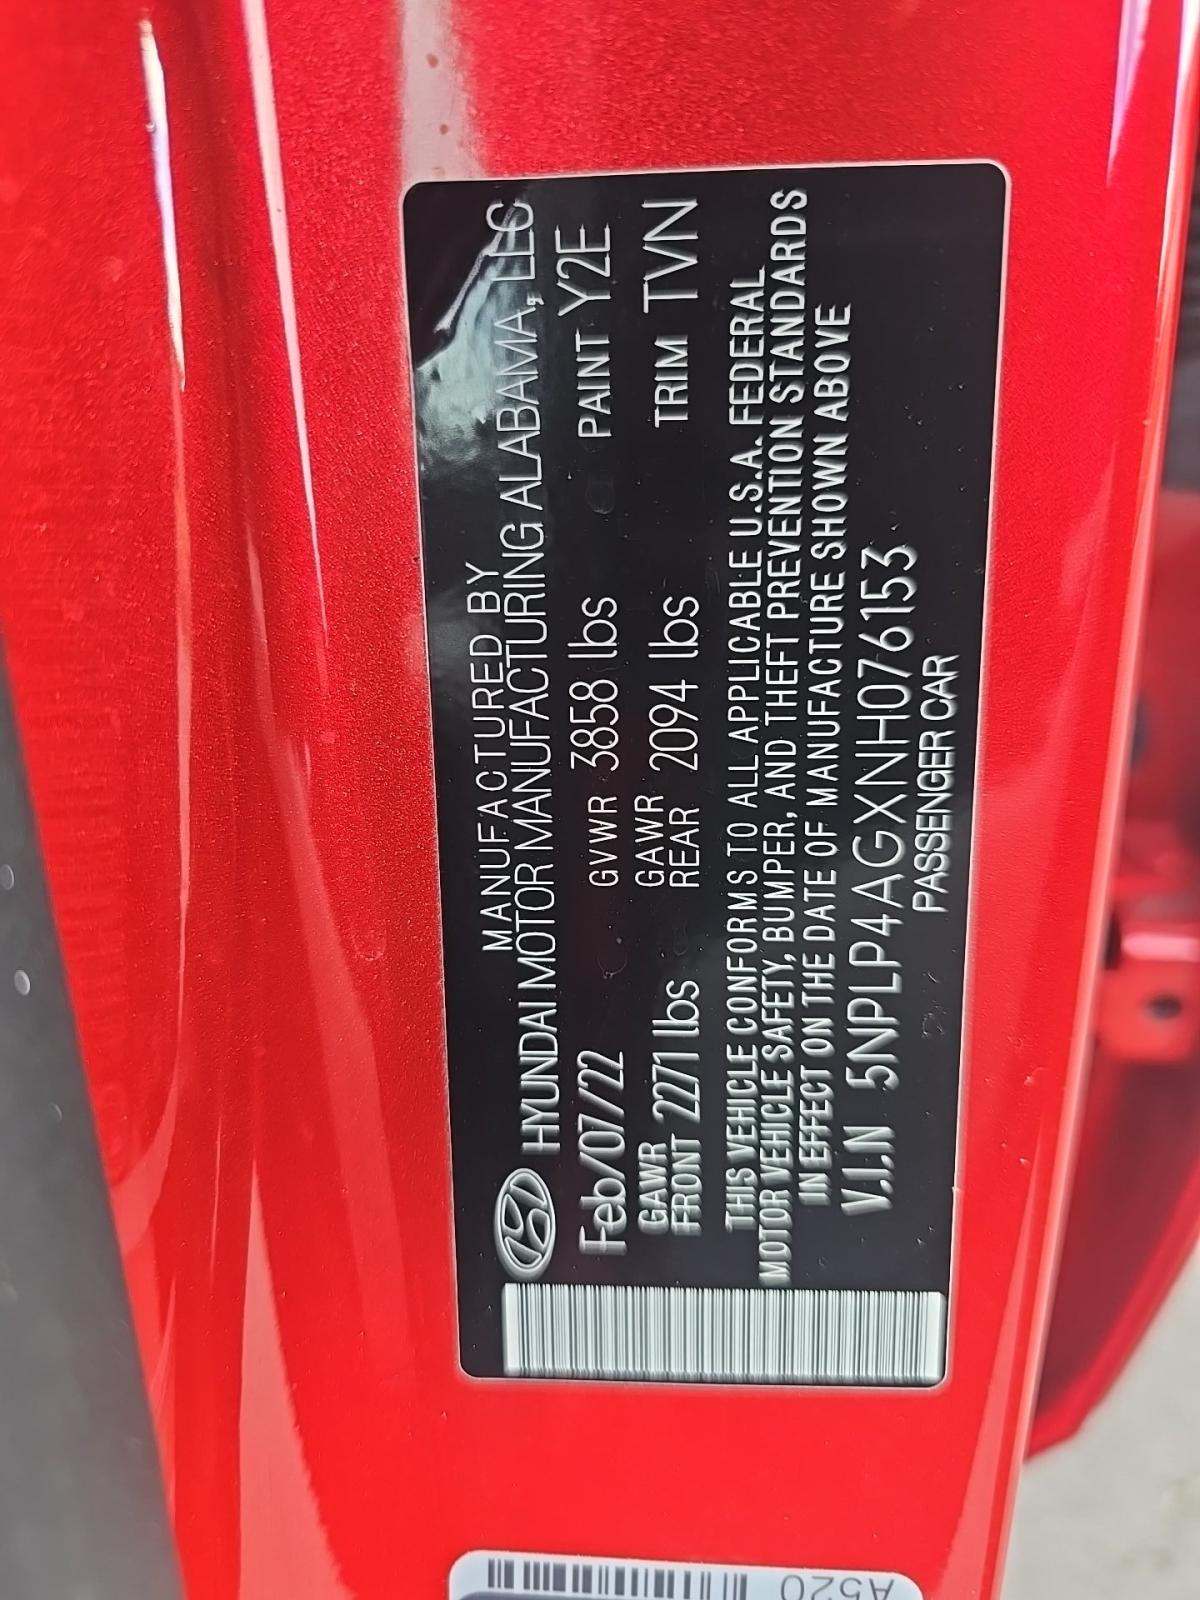 MANUFACTURED BY
HYUNDAI MOTOR MANUFACTURING ALABAMA, LLC
Feb/07/22 GVWR 3858 lbs PAINT Y2E
GAWR FRONT 2271 lbs GAWR REAR 2094 lbs TRIM TVN
THIS VEHICLE CONFORMS TO ALL APPLICABLE U.S.A. FEDERAL
MOTOR VEHICLE SAFETY, BUMPER, AND THEFT PREVENTION STANDARDS
IN EFFECT ON THE DATE OF MANUFACTURE SHOWN ABOVE
V.I.N 5NPLP4AGXNH076153
PASSENGER CAR
A520